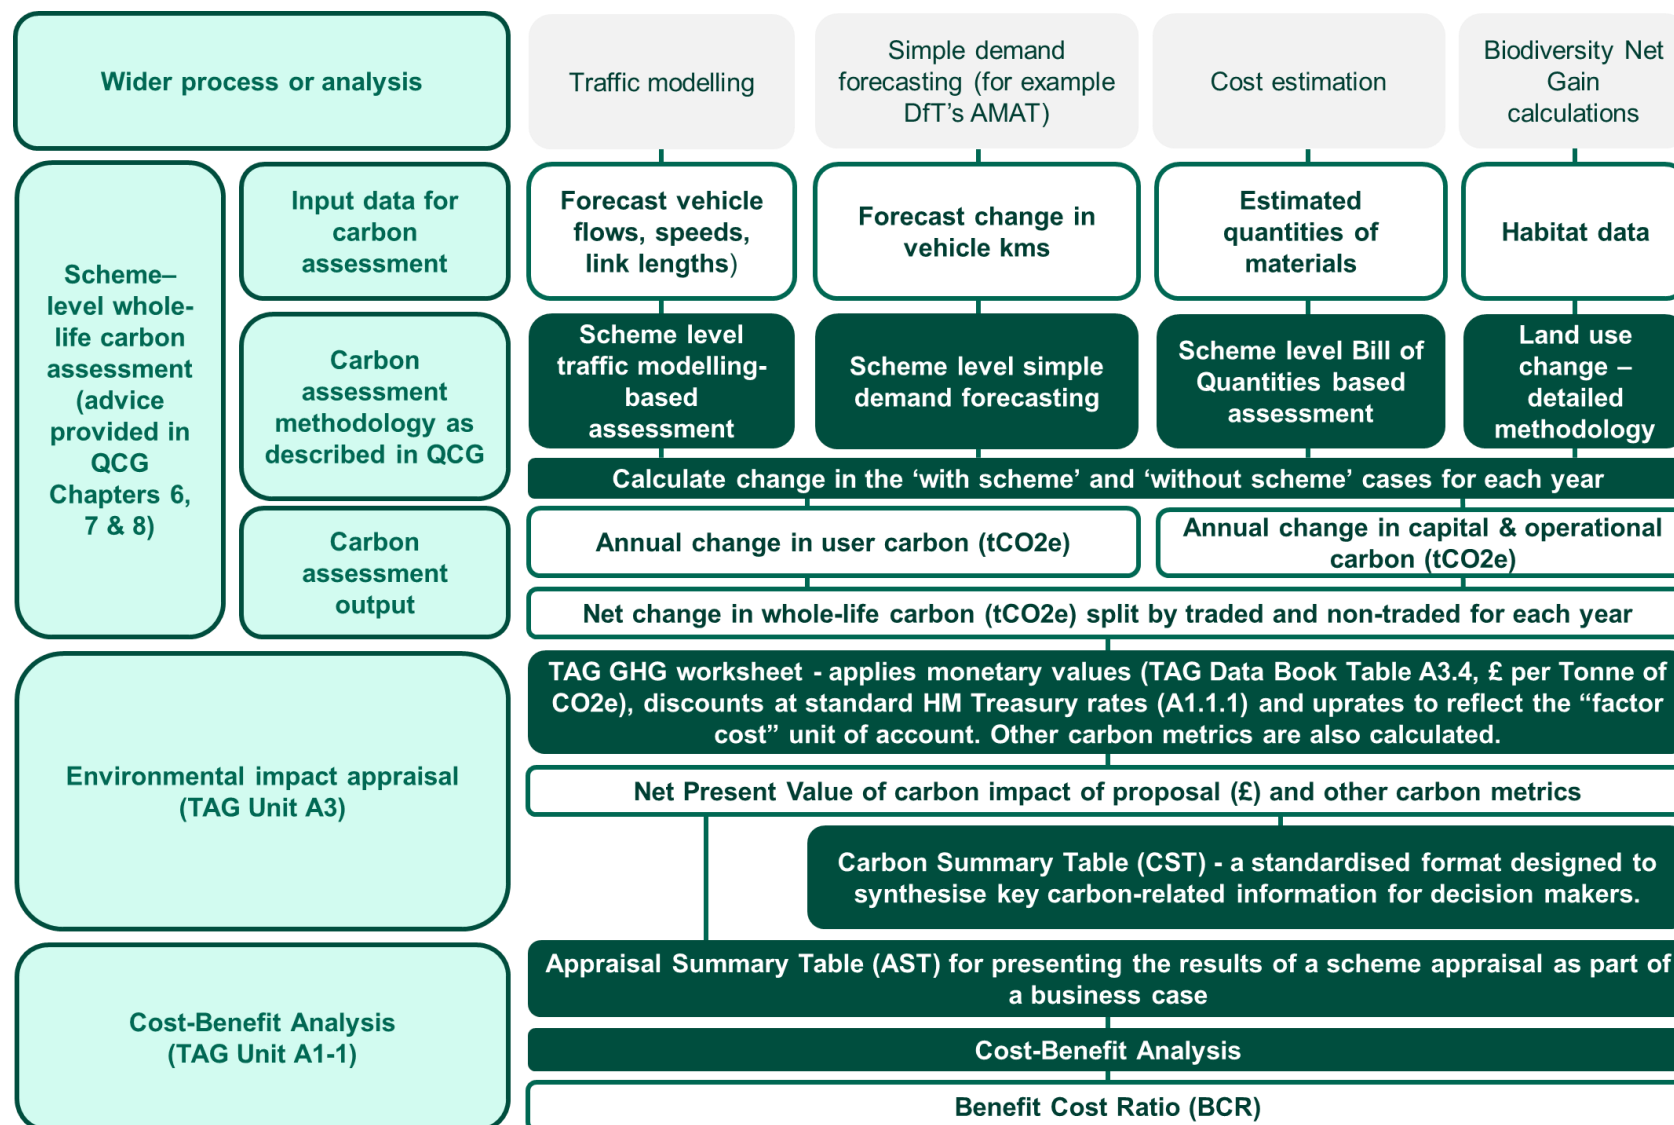 Wider process or analysis
Traffic modelling
Simple demand
forecasting (for example
DfT's AMAT)
Cost estimation
Biodiversity Net
Gain
calculations
Scheme–
level whole-
life carbon
assessment
(advice
provided in
QCG
Chapters 6,
7 & 8)
Input data for
carbon
assessment
Forecast vehicle
flows, speeds,
link lengths)
Forecast change in
vehicle kms
Estimated
quantities of
materials
Habitat data
Carbon
assessment
methodology as
described in QCG
Scheme level
traffic modelling-
based
assessment
Scheme level simple
demand forecasting
Scheme level Bill of
Quantities based
assessment
Land use
change –
detailed
methodology
Calculate change in the ‘with scheme’ and ‘without scheme’ cases for each year
Carbon
assessment
output
Annual change in user carbon (tCO2e)
Annual change in capital & operational
carbon (tCO2e)
Net change in whole-life carbon (tCO2e) split by traded and non-traded for each year
Environmental impact appraisal
(TAG Unit A3)
TAG GHG worksheet - applies monetary values (TAG Data Book Table A3.4, £ per Tonne of
CO2e), discounts at standard HM Treasury rates (A1.1.1) and uprates to reflect the “factor
cost” unit of account. Other carbon metrics are also calculated.
Net Present Value of carbon impact of proposal (£) and other carbon metrics
Carbon Summary Table (CST) - a standardised format designed to
synthesise key carbon-related information for decision makers.
Cost-Benefit Analysis
(TAG Unit A1-1)
Appraisal Summary Table (AST) for presenting the results of a scheme appraisal as part of
a business case
Cost-Benefit Analysis
Benefit Cost Ratio (BCR)